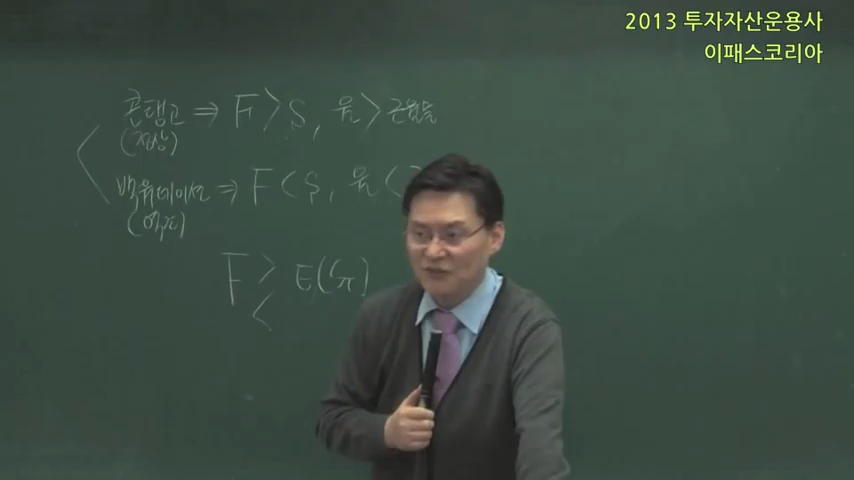 2013 투자자산운용사
이패스코리아
콘탱고 ⇒ F > S, 원 > 근월물
(정상)
백워데이션 ⇒ F < S, 원 <
(역조)
F > E(
<